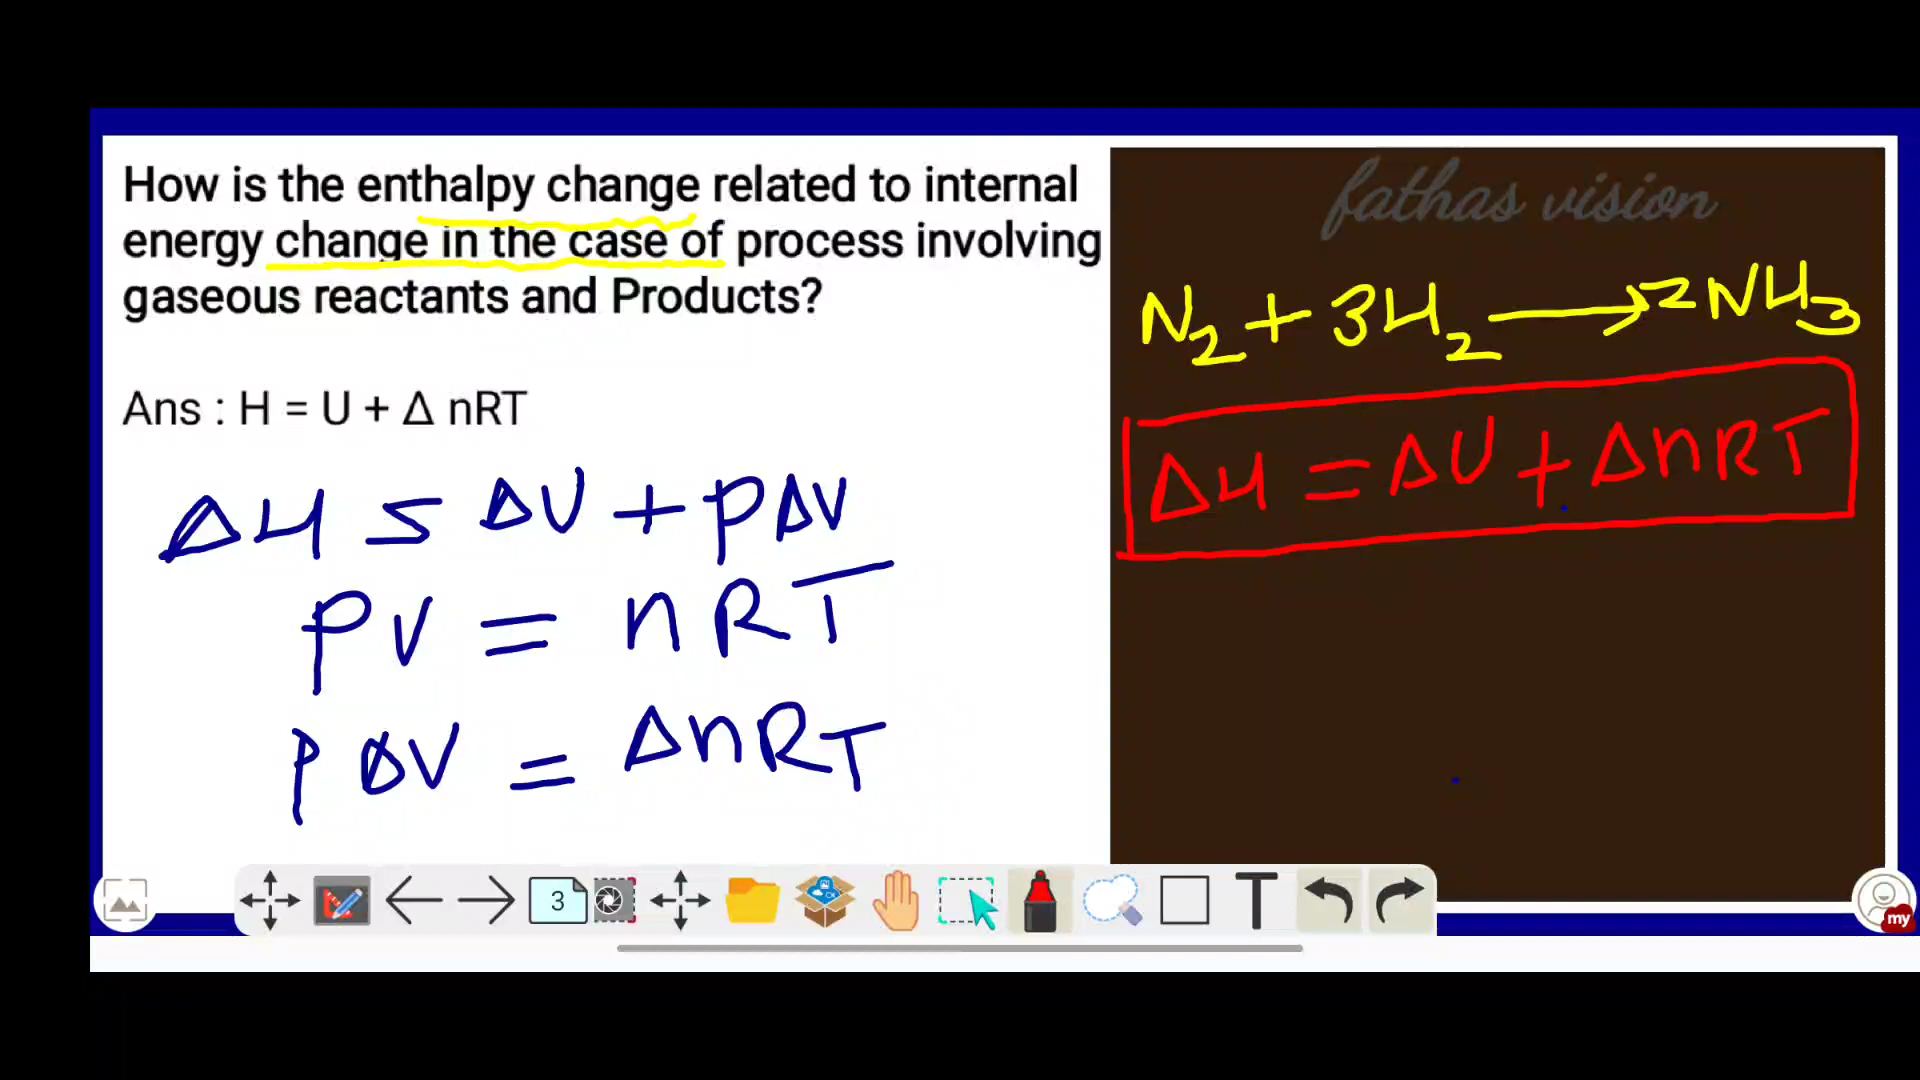 How is the enthalpy change related to internal
energy change in the case of process involving
gaseous reactants and Products?
Ans : H = U + Δ nRT
ΔH = ΔU + PΔV
PV = nRT
PΔV = ΔnRT
fathas vision
N₂ + 3H₂ ⟶ 2NH₃
ΔH = ΔU + ΔnRT
3
T
my